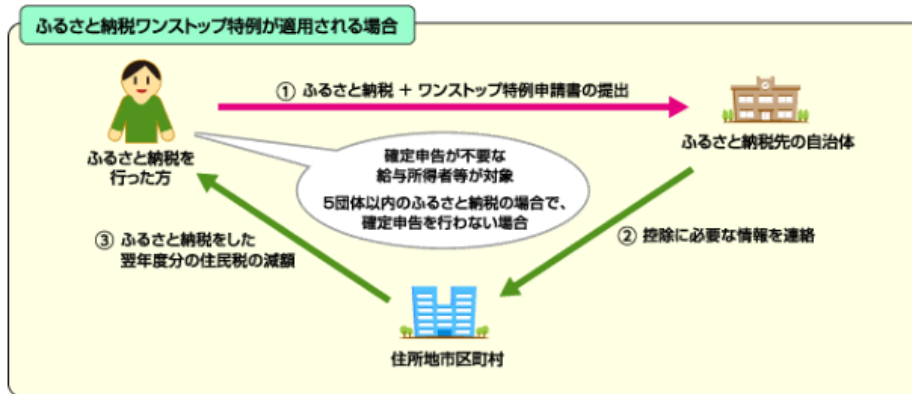 ふるさと納税ワンストップ特例が適用される場合
① ふるさと納税 + ワンストップ特例申請書の提出
ふるさと納税を
行った方
ふるさと納税先の自治体
確定申告が不要な
給与所得者等が対象
5団体以内のふるさと納税の場合で、
確定申告を行わない場合
② 控除に必要な情報を連絡
③ ふるさと納税をした
翌年度分の住民税の減額
住所地市区町村